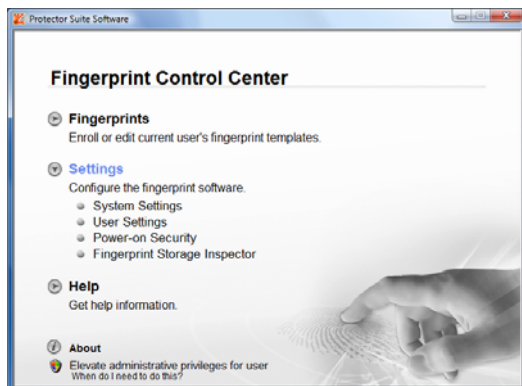 Protector Suite Software
Fingerprint Control Center
Fingerprints
Enroll or edit current user's fingerprint templates.
Settings
Configure the fingerprint software.
System Settings
User Settings
Power-on Security
Fingerprint Storage Inspector
Help
Get help information.
About
Elevate administrative privileges for user
When do I need to do this?